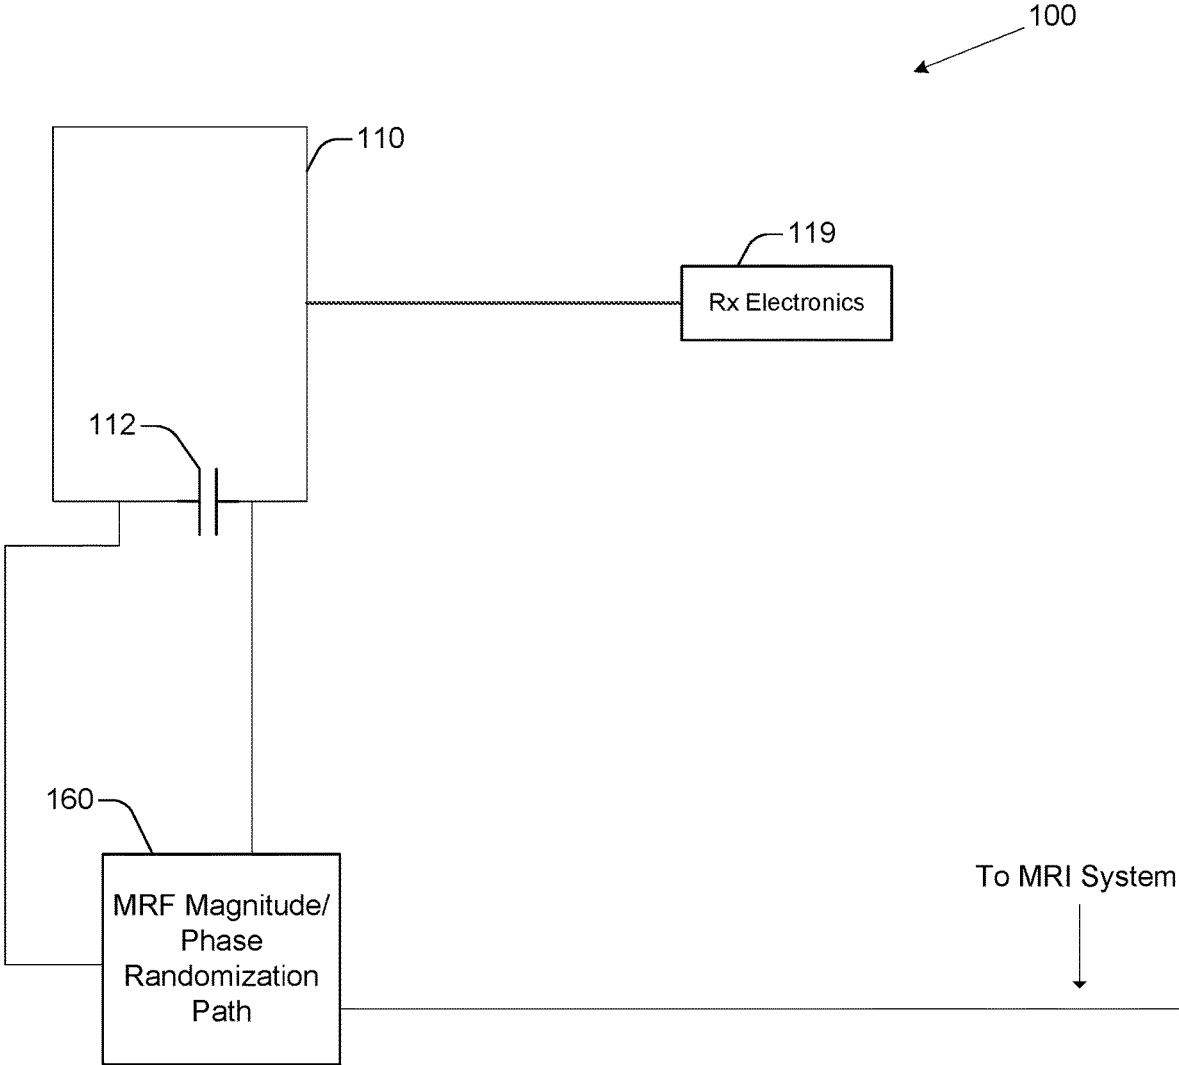 100
110
119
Rx Electronics
112
160
MRF Magnitude/
Phase
Randomization
Path
To MRI System